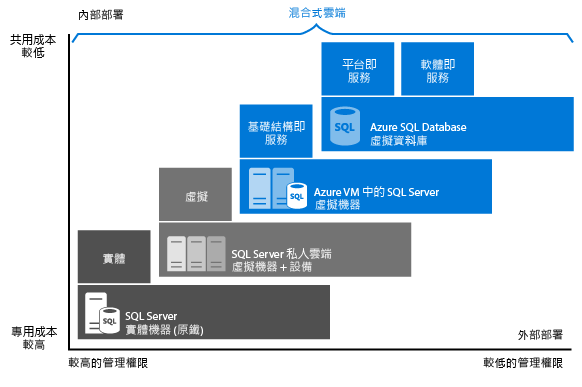 內部部署
混合式雲端
共用成本
較低
平台即
服務
軟體即
服務
SQL
Azure SQL Database
虛擬資料庫
基礎結構即
服務
SQL
Azure VM 中的 SQL Server
虛擬機器
虛擬
SQL Server 私人雲端
虛擬機器 + 設備
實體
SQL
SQL Server
實體機器 (原鐵)
專用成本
較高
外部部署
較高的管理權限
較低的管理權限